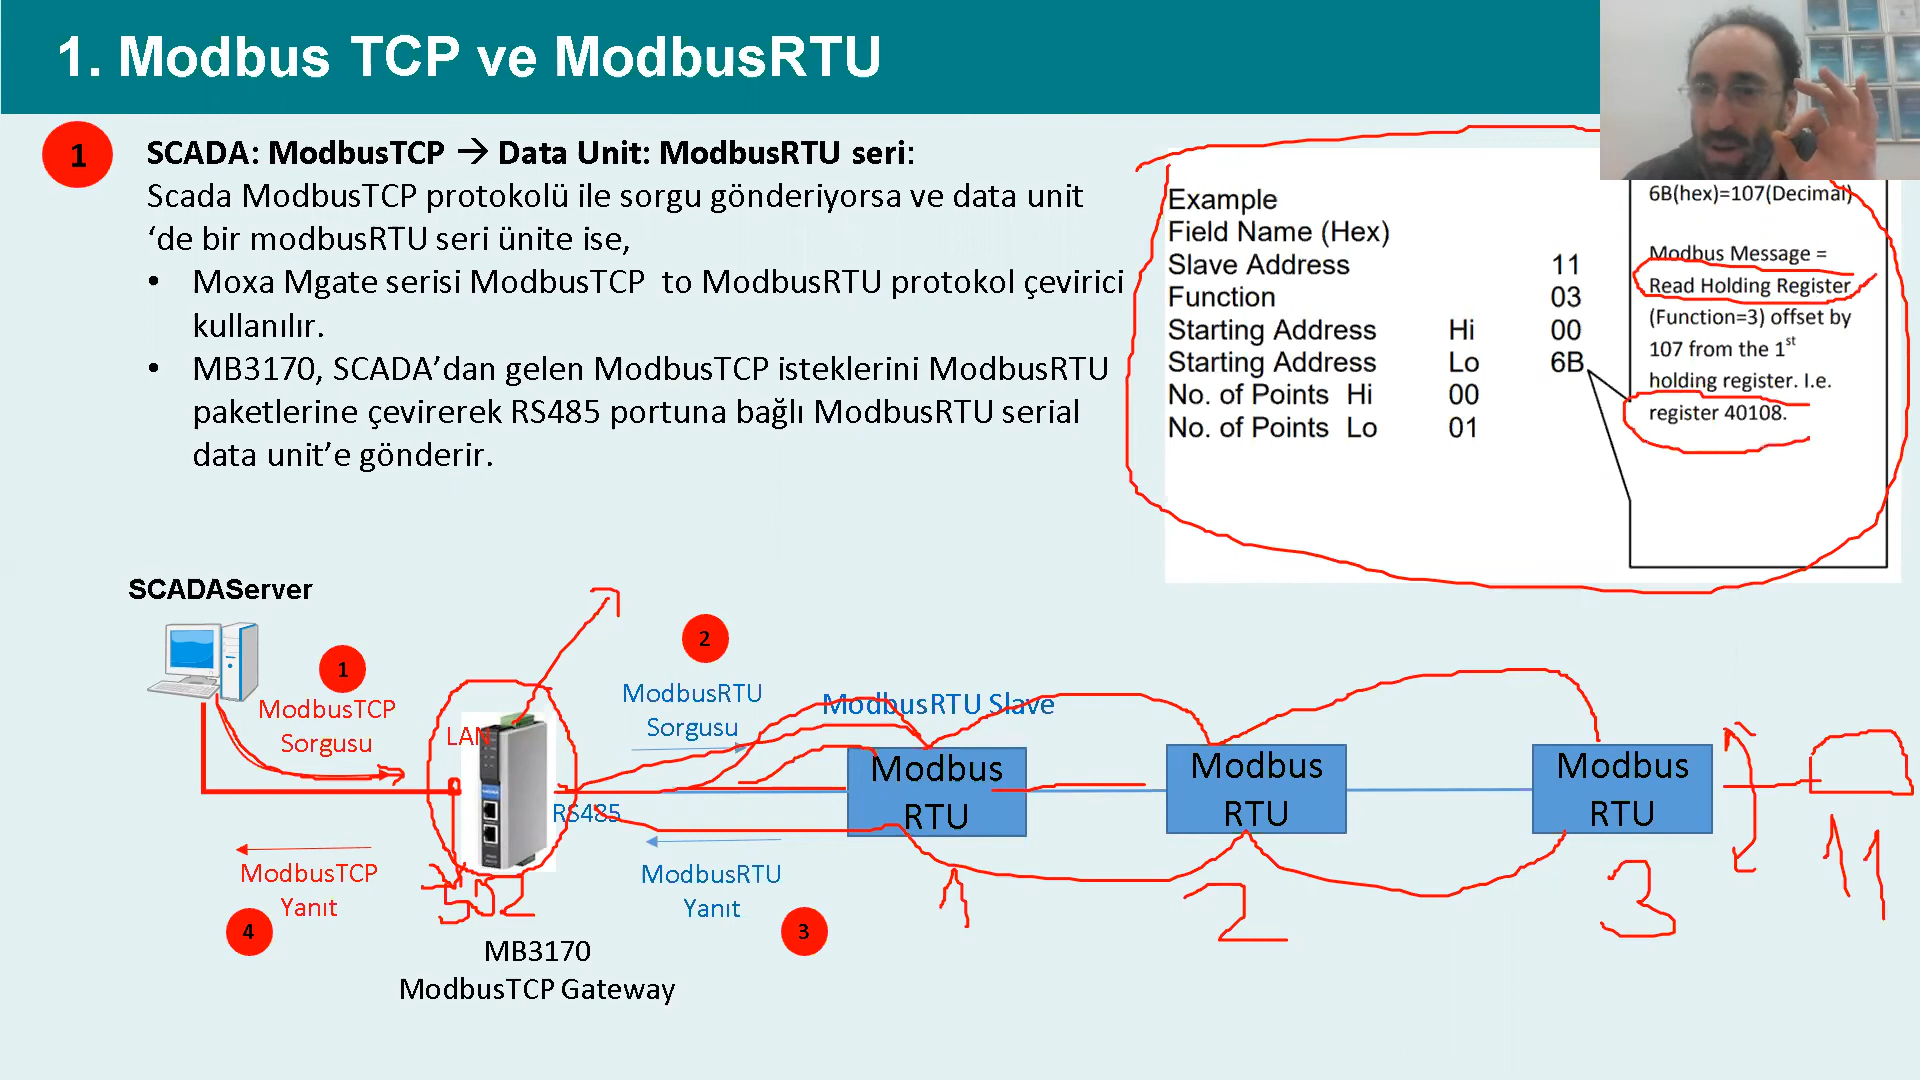 1. Modbus TCP ve ModbusRTU
1
SCADA: ModbusTCP → Data Unit: ModbusRTU seri:
Scada ModbusTCP protokolü ile sorgu gönderiyorsa ve data unit
‘de bir modbusRTU seri ünite ise,
• Moxa Mgate serisi ModbusTCP to ModbusRTU protokol çevirici
kullanılır.
• MB3170, SCADA’dan gelen ModbusTCP isteklerini ModbusRTU
paketlerine çevirerek RS485 portuna bağlı ModbusRTU serial
data unit’e gönderir.
Example
Field Name (Hex)
Slave Address 11
Function 03
Starting Address Hi 00
Starting Address Lo 6B
No. of Points Hi 00
No. of Points Lo 01
6B(hex)=107(Decimal)
Modbus Message =
Read Holding Register
(Function=3) offset by
107 from the 1st
holding register. I.e.
register 40108.
SCADAServer
1
ModbusTCP
Sorgusu
LAN
2
ModbusRTU
Sorgusu
ModbusRTU Slave
Modbus
RTU
Modbus
RTU
Modbus
RTU
RS485
ModbusTCP
Yanıt
4
ModbusRTU
Yanıt
3
1
2
3
11
MB3170
ModbusTCP Gateway